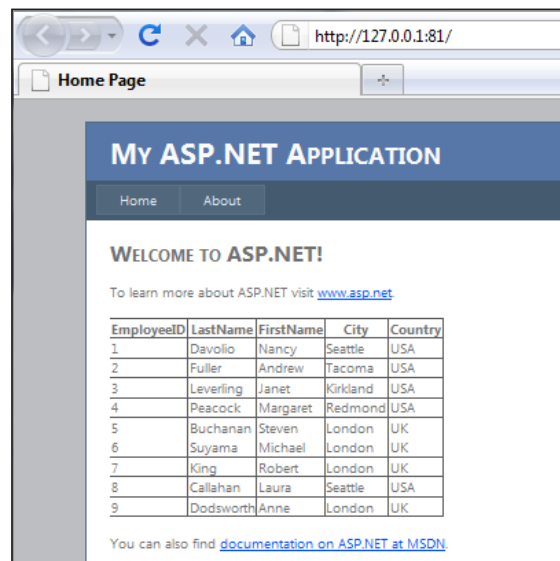 http://127.0.0.1:81/
Home Page
My ASP.NET Application
Home About
Welcome to ASP.NET!
To learn more about ASP.NET visit www.asp.net.
EmployeeID LastName FirstName City Country
1 Davolio Nancy Seattle USA
2 Fuller Andrew Tacoma USA
3 Leverling Janet Kirkland USA
4 Peacock Margaret Redmond USA
5 Buchanan Steven London UK
6 Suyama Michael London UK
7 King Robert London UK
8 Callahan Laura Seattle USA
9 Dodsworth Anne London UK
You can also find documentation on ASP.NET at MSDN.